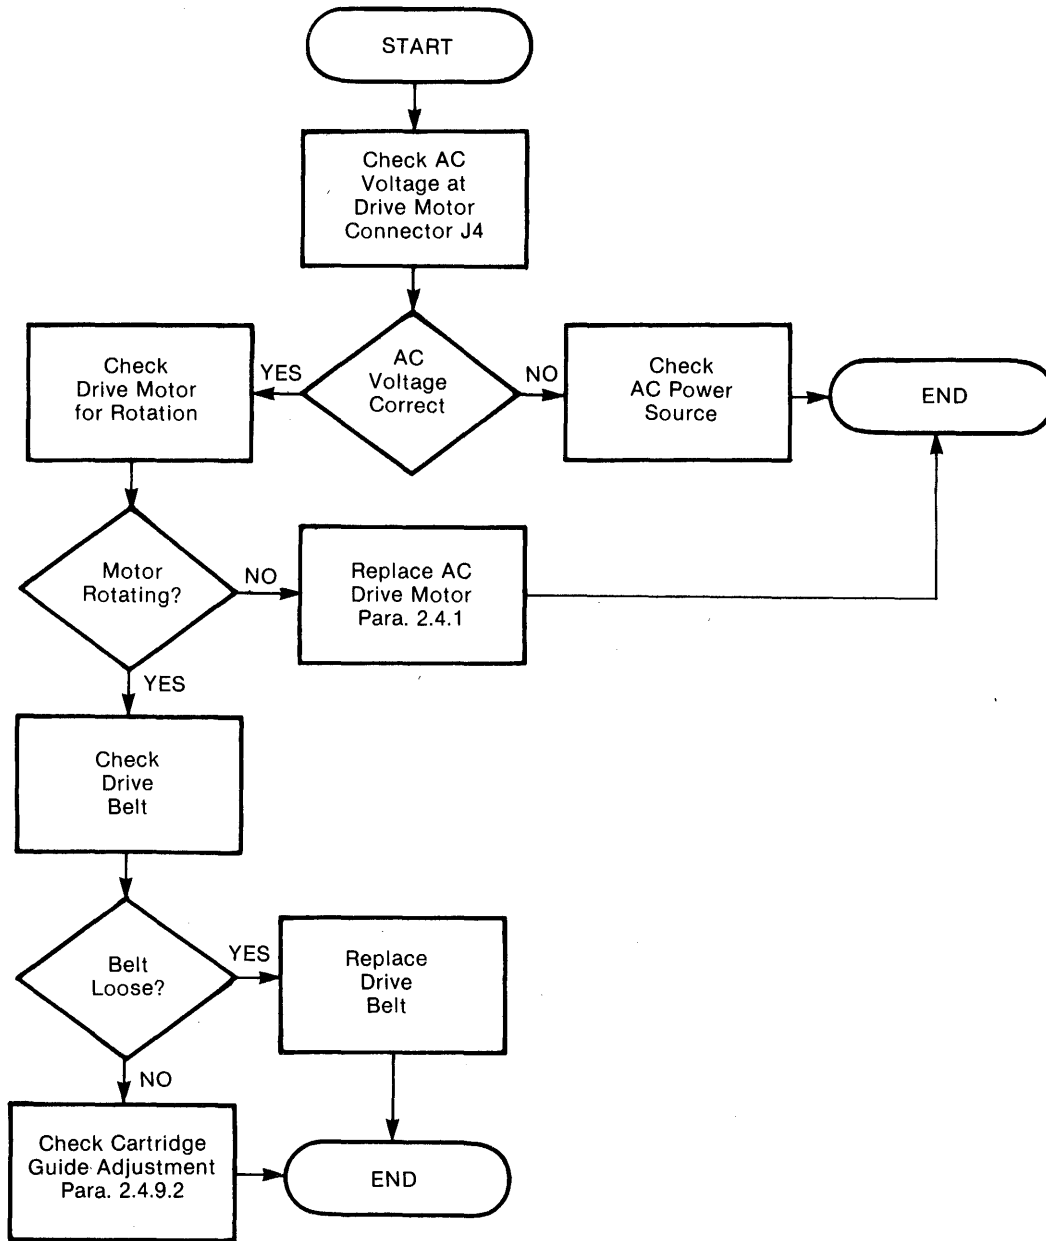 START
Check AC
Voltage at
Drive Motor
Connector J4
Check
Drive Motor
for Rotation
YES
AC
Voltage
Correct
NO
Check
AC Power
Source
END
Motor
Rotating?
NO
Replace AC
Drive Motor
Para. 2.4.1
YES
Check
Drive
Belt
Belt
Loose?
YES
Replace
Drive
Belt
NO
Check Cartridge
Guide Adjustment
Para. 2.4.9.2
END